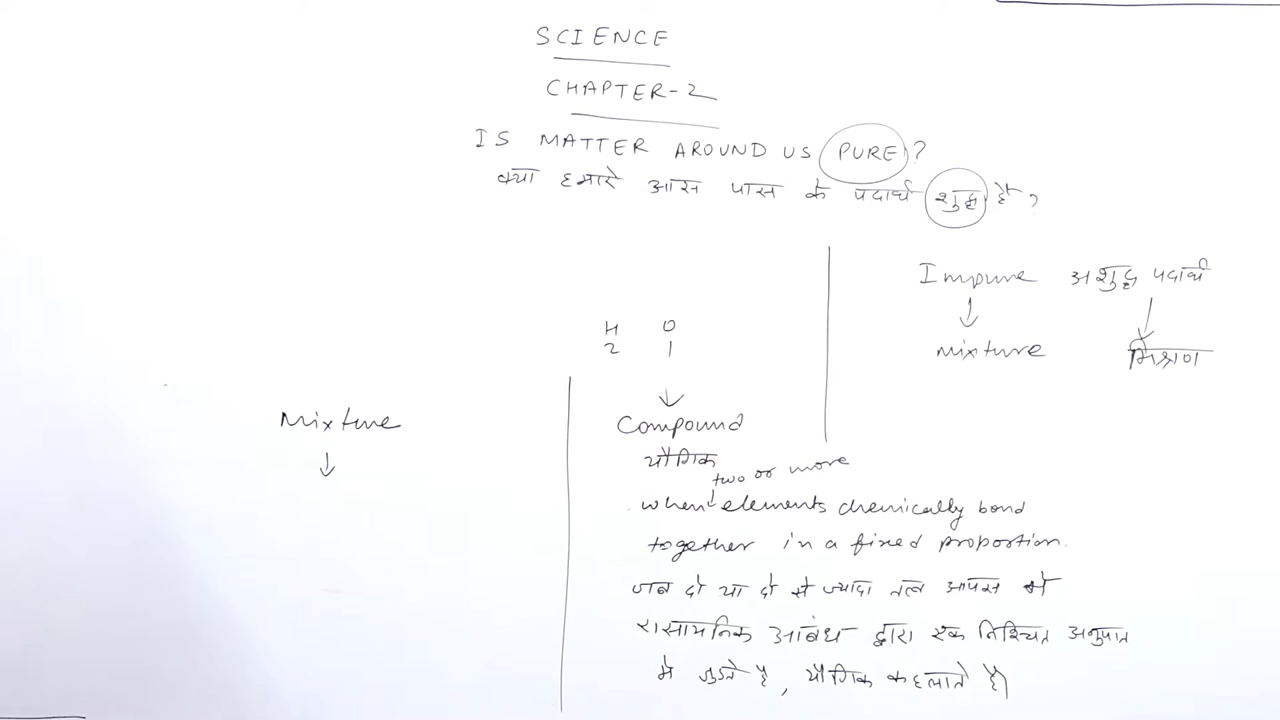 SCIENCE
CHAPTER-2
IS MATTER AROUND US PURE?
क्या हमारे आस पास के पदार्थ शुद्ध है?
Impure अशुद्ध पदार्थ
mixture मिश्रण
H O
2 1
Mixture
Compound
यौगिक
two or more
when elements chemically bond
together in a fixed proportion.
जब दो या दो से ज्यादा तत्व आपस मे
रासायनिक आबंध द्वारा एक निश्चित अनुपात
मे जुड़ते है, यौगिक कहलाते है।